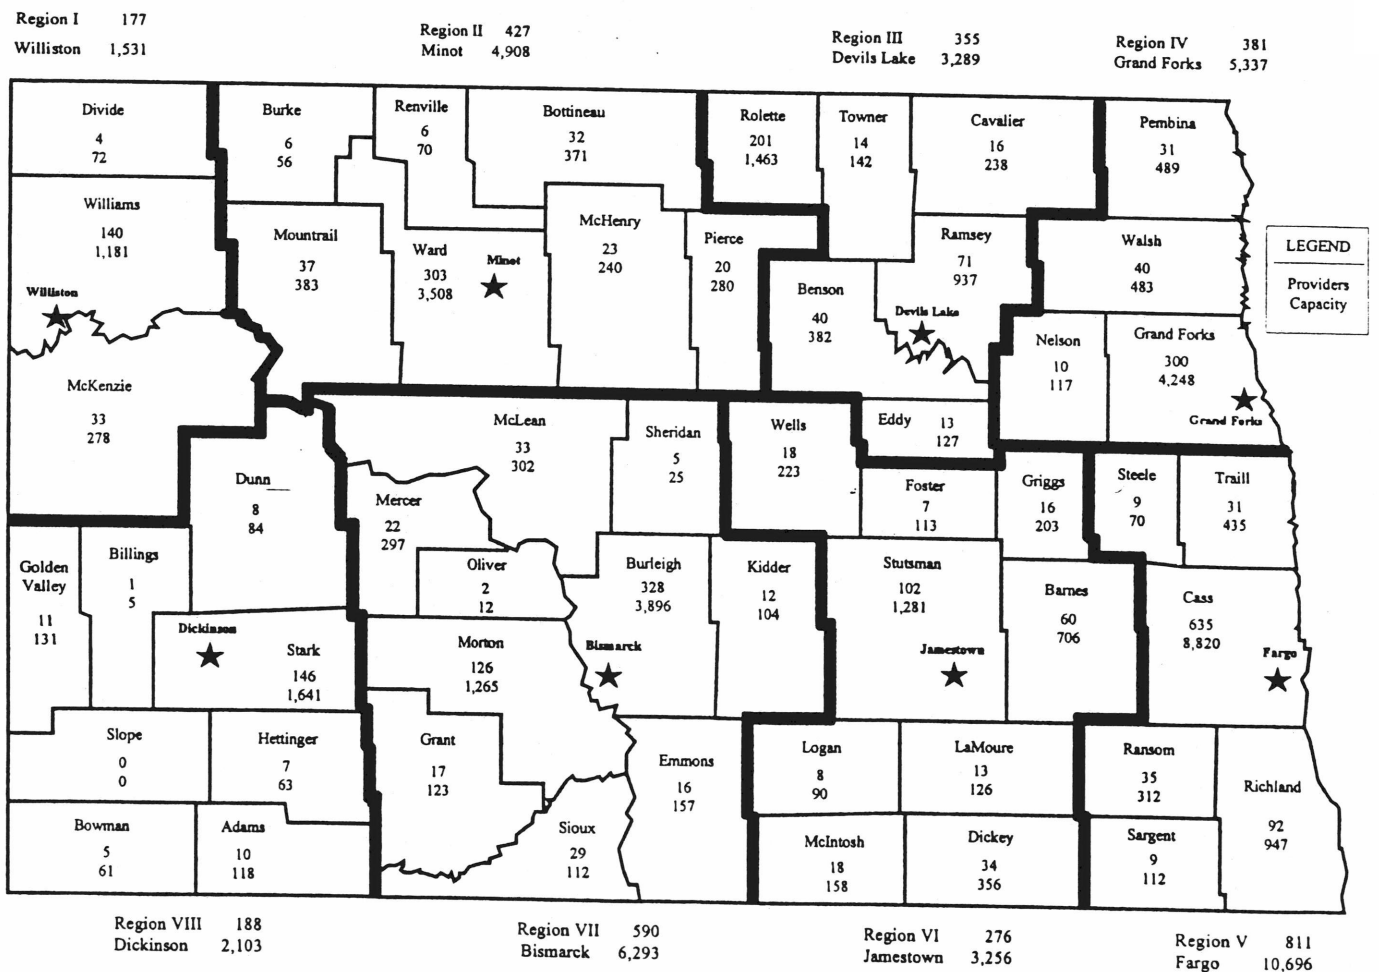 Region I 177
Williston 1,531
Region II 427
Minot 4,908
Region III 355
Devils Lake 3,289
Region IV 381
Grand Forks 5,337
Divide
4
72
Burke
6
56
Renville
6
70
Bottineau
32
371
Rolette
201
1,463
Towner
14
142
Cavalier
16
238
Pembina
31
489
Williams
140
1,181
Williston
Mountrail
37
383
Ward
303
3,508
Minot
McHenry
23
240
Pierce
20
280
Benson
40
382
Ramsey
71
937
Devils Lake
Walsh
40
483
LEGEND
Providers
Capacity
Nelson
10
117
Grand Forks
300
4,248
Grand Forks
McKenzie
33
278
Dunn
8
84
McLean
33
302
Sheridan
5
25
Wells
18
223
Eddy 13
127
Foster
7
113
Griggs
16
203
Steele
9
70
Traill
31
435
Mercer
22
297
Oliver
2
12
Golden
Valley
11
131
Billings
1
5
Dickinson
Stark
146
1,641
Morton
126
1,265
Burleigh
328
3,896
Bismarck
Kidder
12
104
Stutsman
102
1,281
Jamestown
Barnes
60
706
Cass
635
8,820
Fargo
Slope
0
0
Hettinger
7
63
Grant
17
123
Emmons
16
157
Logan
8
90
LaMoure
13
126
Ransom
35
312
Richland
92
947
Bowman
5
61
Adams
10
118
Sioux
29
112
McIntosh
18
158
Dickey
34
356
Sargent
9
112
Region VIII 188
Dickinson 2,103
Region VII 590
Bismarck 6,293
Region VI 276
Jamestown 3,256
Region V 811
Fargo 10,696